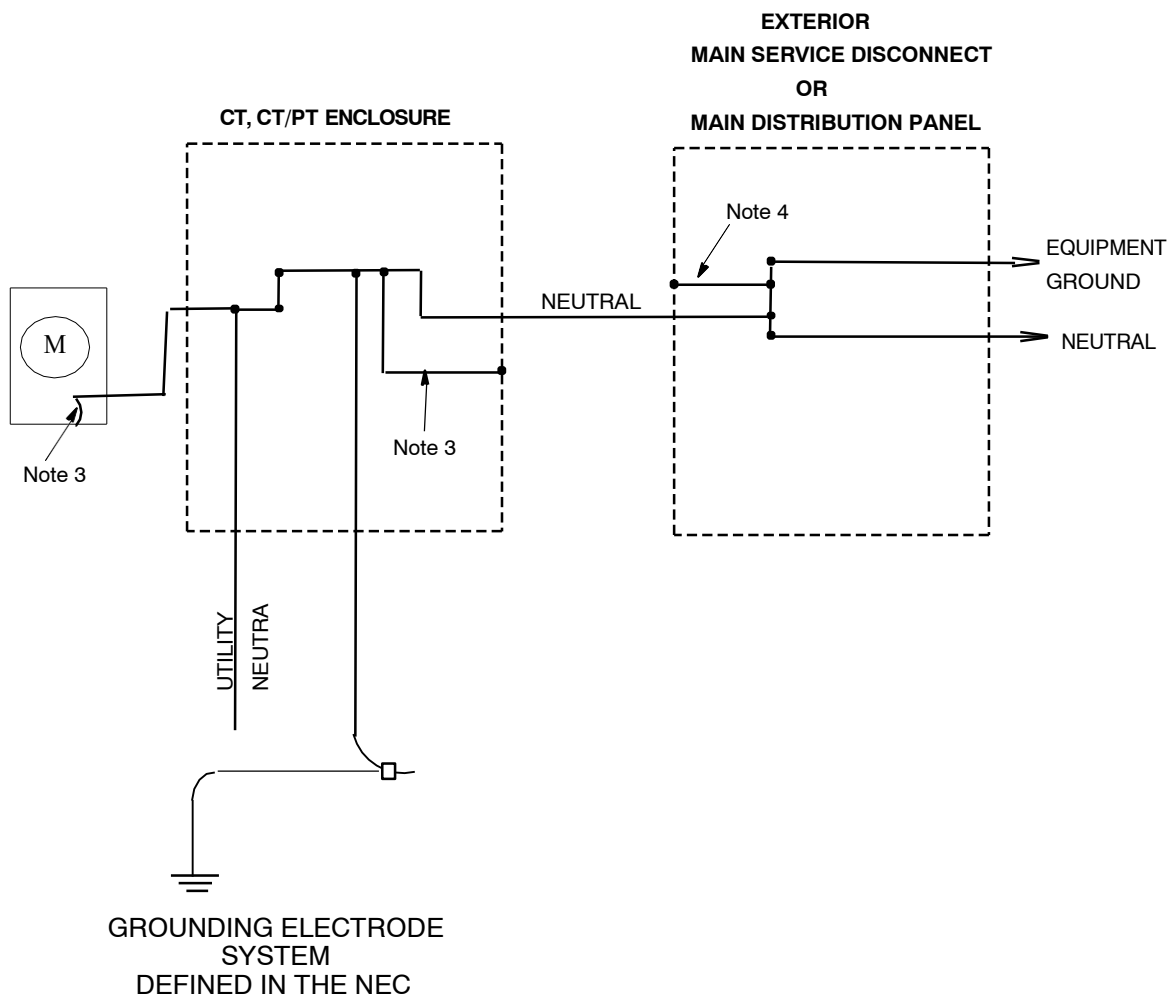 EXTERIOR
MAIN SERVICE DISCONNECT
OR
MAIN DISTRIBUTION PANEL
CT, CT/PT ENCLOSURE
Note 4
EQUIPMENT
GROUND
NEUTRAL
NEUTRAL
M
Note 3
Note 3
UTILITY
NEUTRA
GROUNDING ELECTRODE
SYSTEM
DEFINED IN THE NEC